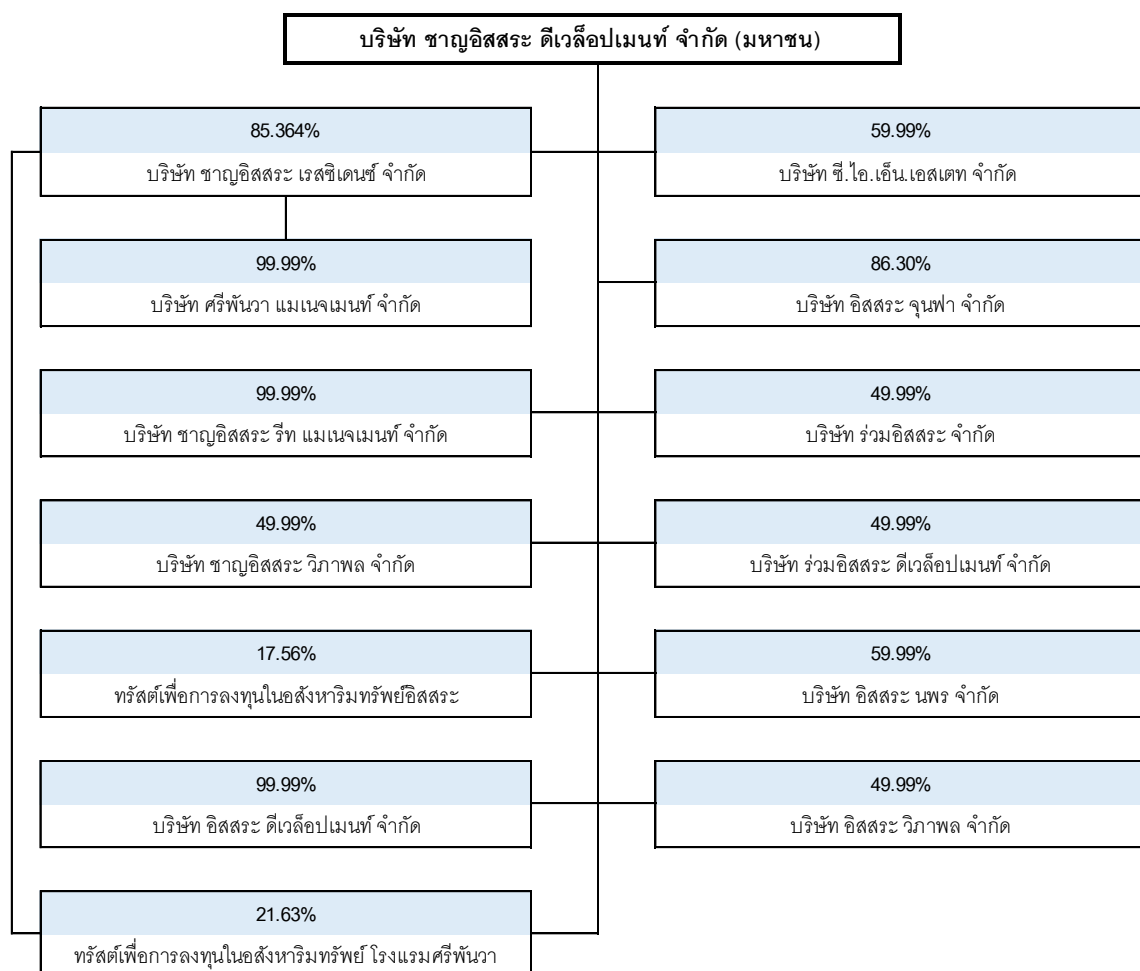 บริษัท ชาญอิสสระ ดีเวล็อปเมนท์ จำกัด (มหาชน)
85.364%
บริษัท ชาญอิสสระ เรสซิเดนซ์ จำกัด
59.99%
บริษัท ซี.ไอ.เอ็น.เอสเตท จำกัด
99.99%
บริษัท ศรีพันวา แมเนจเมนท์ จำกัด
86.30%
บริษัท อิสสระ จุนฟา จำกัด
99.99%
บริษัท ชาญอิสสระ รีท แมเนจเมนท์ จำกัด
49.99%
บริษัท ร่วมอิสสระ จำกัด
49.99%
บริษัท ชาญอิสสระ วิภาพล จำกัด
49.99%
บริษัท ร่วมอิสสระ ดีเวล็อปเมนท์ จำกัด
17.56%
ทรัสต์เพื่อการลงทุนในอสังหาริมทรัพย์อิสสระ
59.99%
บริษัท อิสสระ นพร จำกัด
99.99%
บริษัท อิสสระ ดีเวล็อปเมนท์ จำกัด
49.99%
บริษัท อิสสระ วิภาพล จำกัด
21.63%
ทรัสต์เพื่อการลงทุนในอสังหาริมทรัพย์ โรงแรมศรีพันวา